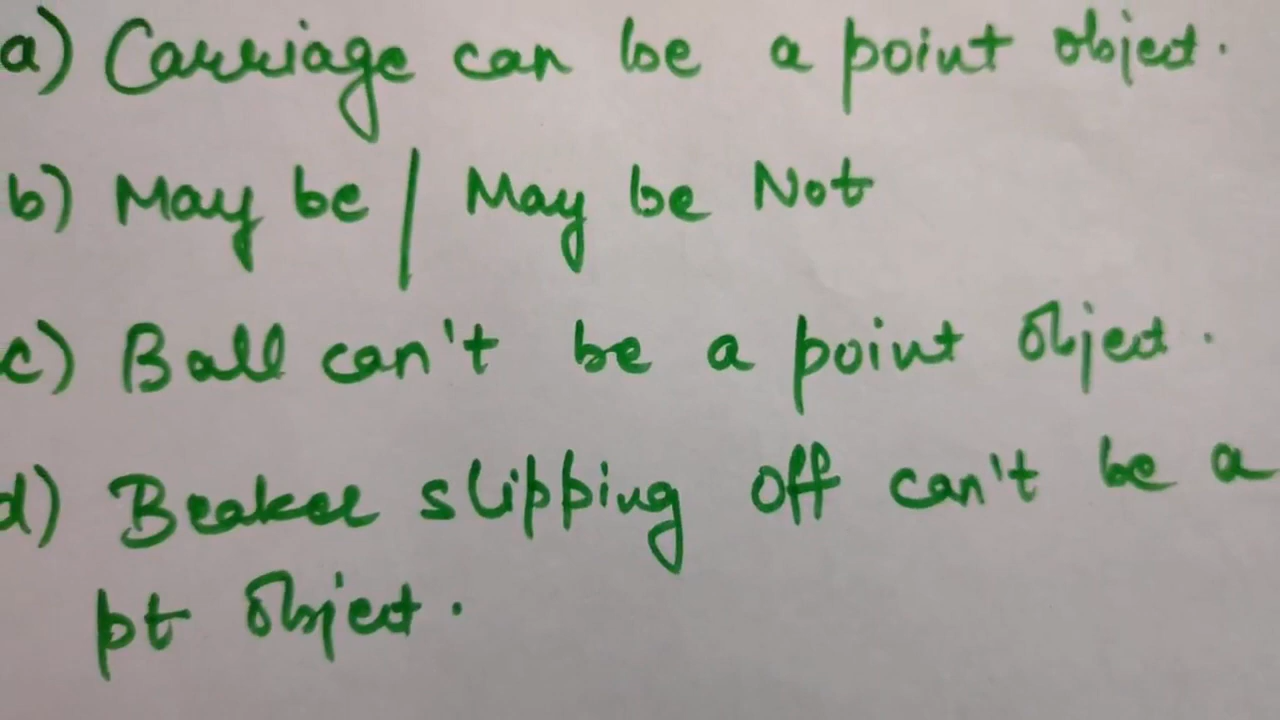 a) Carriage can be a point object.
b) May be / May be Not
c) Ball can't be a point object.
d) Beaker slipping off can't be a
pt object.